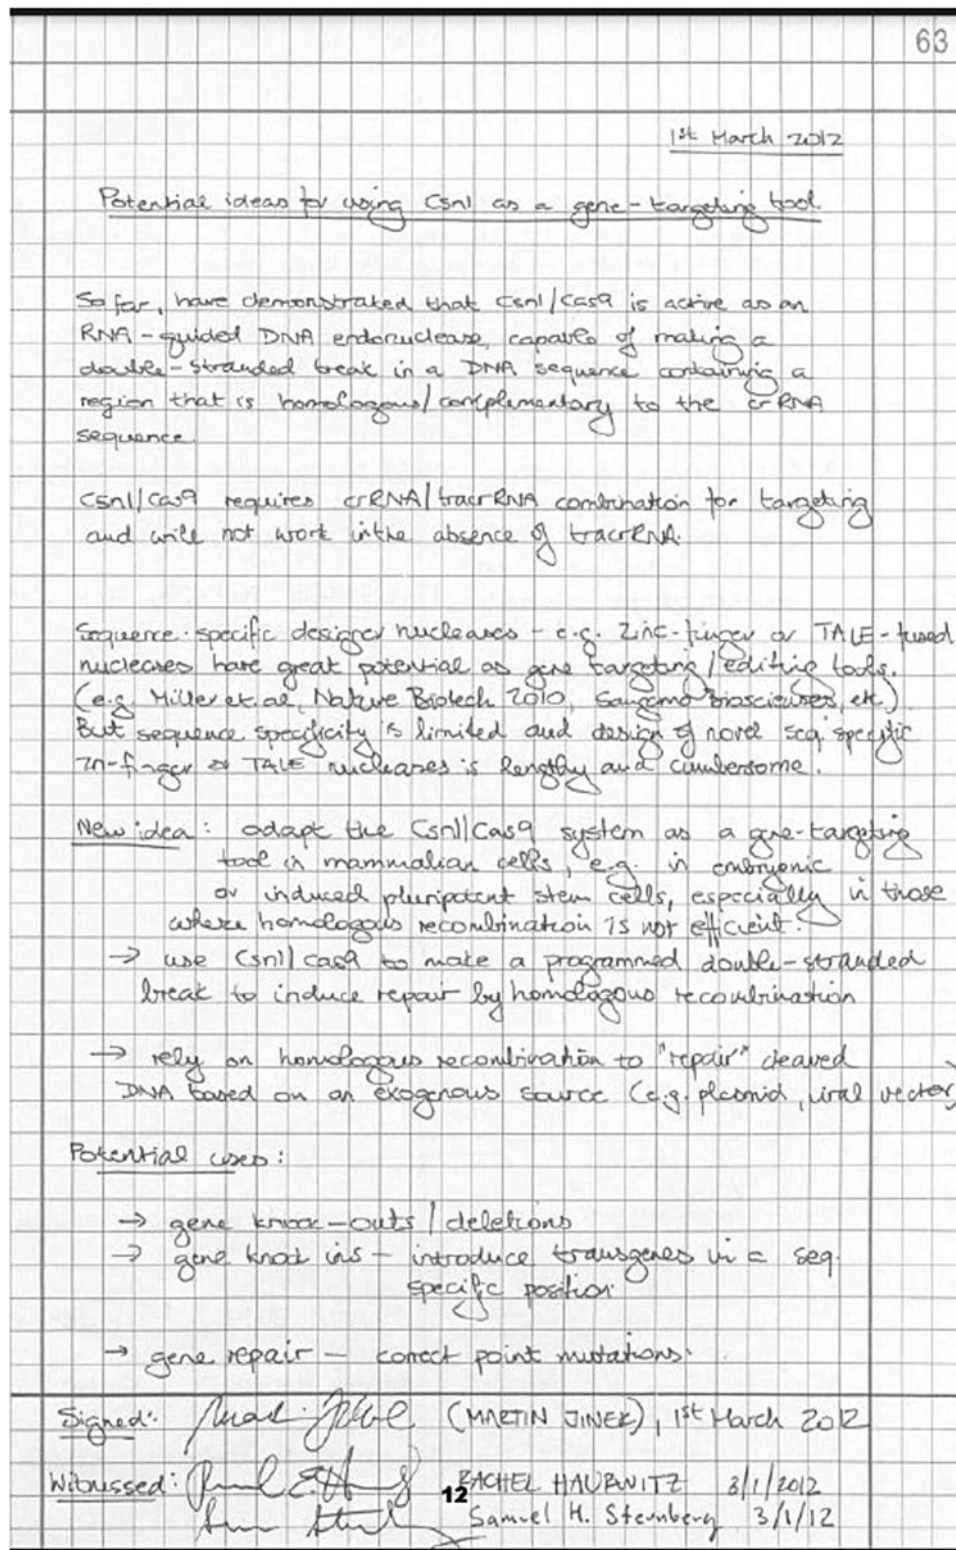 63
1st March 2012
Potential ideas for using Csn1 as a gene-targeting tool
So far, have demonstrated that Csn1/Cas9 is active as an
RNA-guided DNA endonuclease, capable of making a
double-stranded break in a DNA sequence containing a
region that is homologous/complementary to the crRNA
sequence.
Csn1/Cas9 requires crRNA/tracrRNA combination for targeting
and will not work in the absence of tracrRNA.
Sequence-specific designer nucleases - e.g. Zinc-finger or TALE-fused
nucleases have great potential as gene targeting/editing tools.
(e.g. Miller et. al, Nature Biotech 2010, Sangamo Biosciences, etc)
But sequence specificity is limited and design of novel seq. specific
Zn-finger or TALE nucleases is lengthy and cumbersome.
New idea: adapt the Csn1/Cas9 system as a gene-targeting
tool in mammalian cells, e.g. in embryonic
or induced pluripotent stem cells, especially in those
where homologous recombination is not efficient.
→ use Csn1/Cas9 to make a programmed double-stranded
break to induce repair by homologous recombination
→ rely on homologous recombination to "repair" cleaved
DNA based on an exogenous source (e.g. plasmid, viral vector)
Potential uses:
→ gene knock-outs/deletions
→ gene knock ins - introduce transgenes in a seq.
specific position
→ gene repair - correct point mutations.
Signed: (MARTIN JINEK), 1st March 2012
Witnessed: RACHEL HAURWITZ 3/1/2012
12 Samuel H. Sternberg 3/1/12